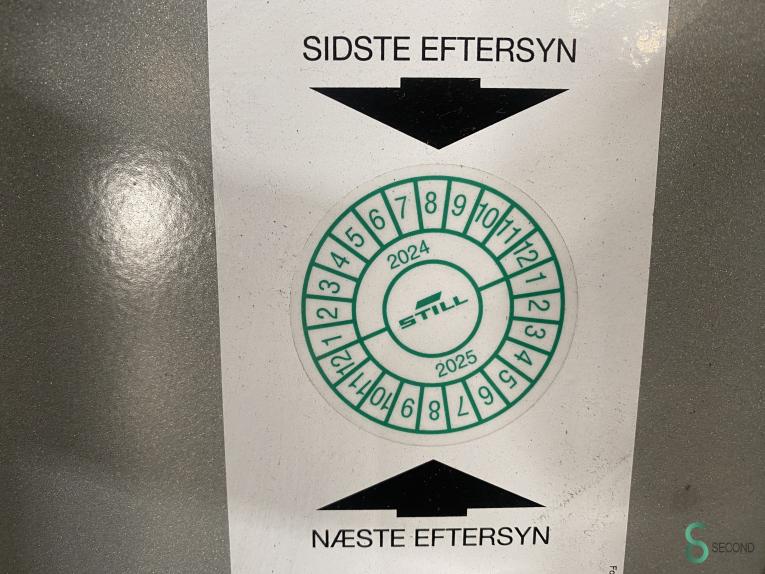 SIDSTE EFTERSYN
1 2 3 4 5 6 7 8 9 10 11 12
2024
STILL
2025
1 2 3 4 5 6 7 8 9 10 11 12
NÆSTE EFTERSYN
SECOND